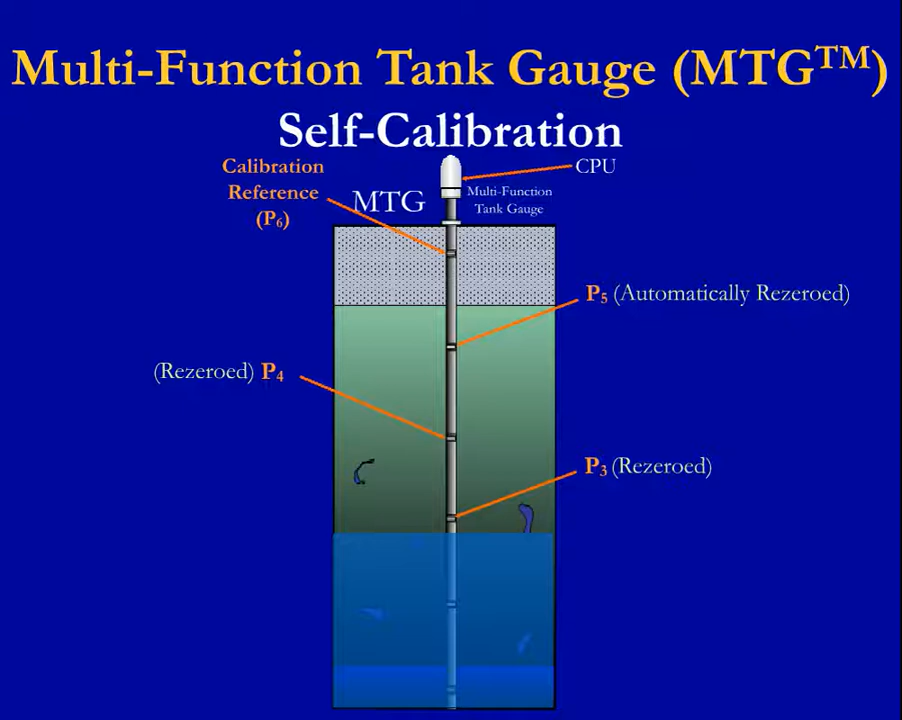 Multi-Function Tank Gauge (MTG™)
Self-Calibration
Calibration
Reference
(P₆)
MTG
CPU
Multi-Function
Tank Gauge
P₅ (Automatically Rezeroed)
(Rezeroed) P₄
P₃ (Rezeroed)